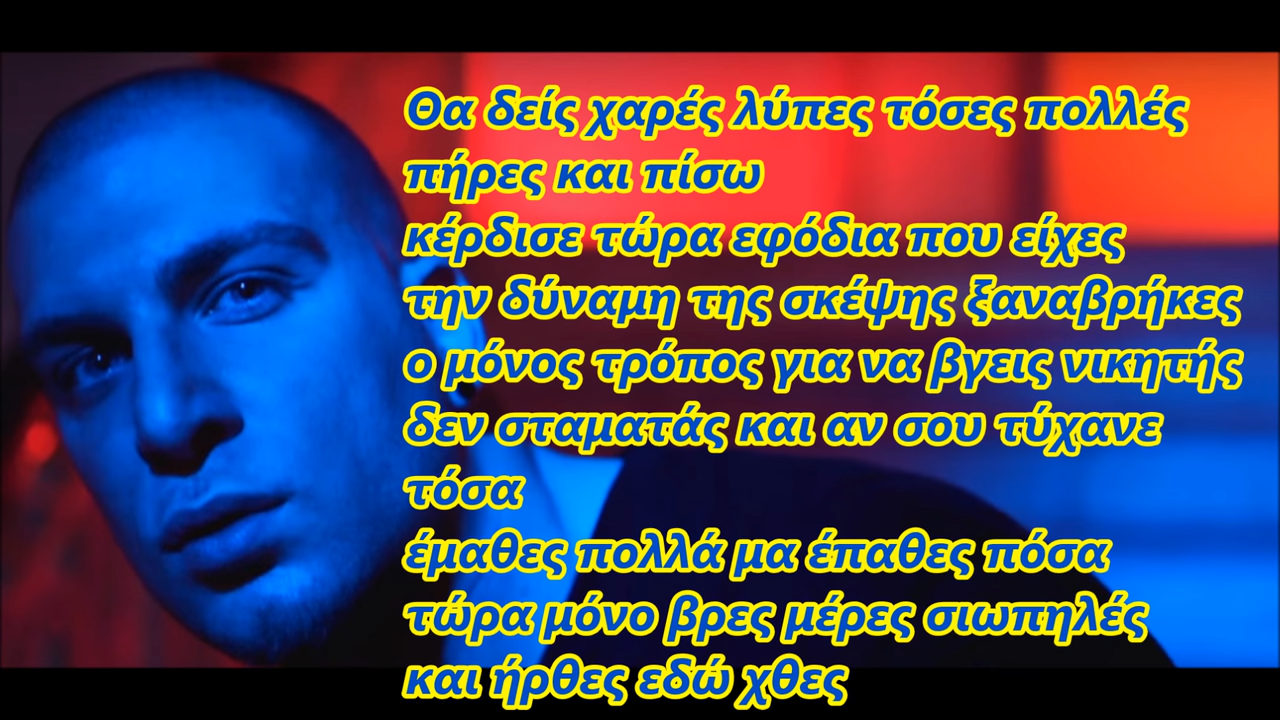 Θα δείς χαρές λύπες τόσες πολλές
πήρες και πίσω
κέρδισε τώρα εφόδια που είχες
την δύναμη της σκέψης ξαναβρήκες
ο μόνος τρόπος για να βγεις νικητής
δεν σταματάς και αν σου τύχανε
τόσα
έμαθες πολλά μα έπαθες πόσα
τώρα μόνο βρες μέρες σιωπηλές
και ήρθες εδώ χθες